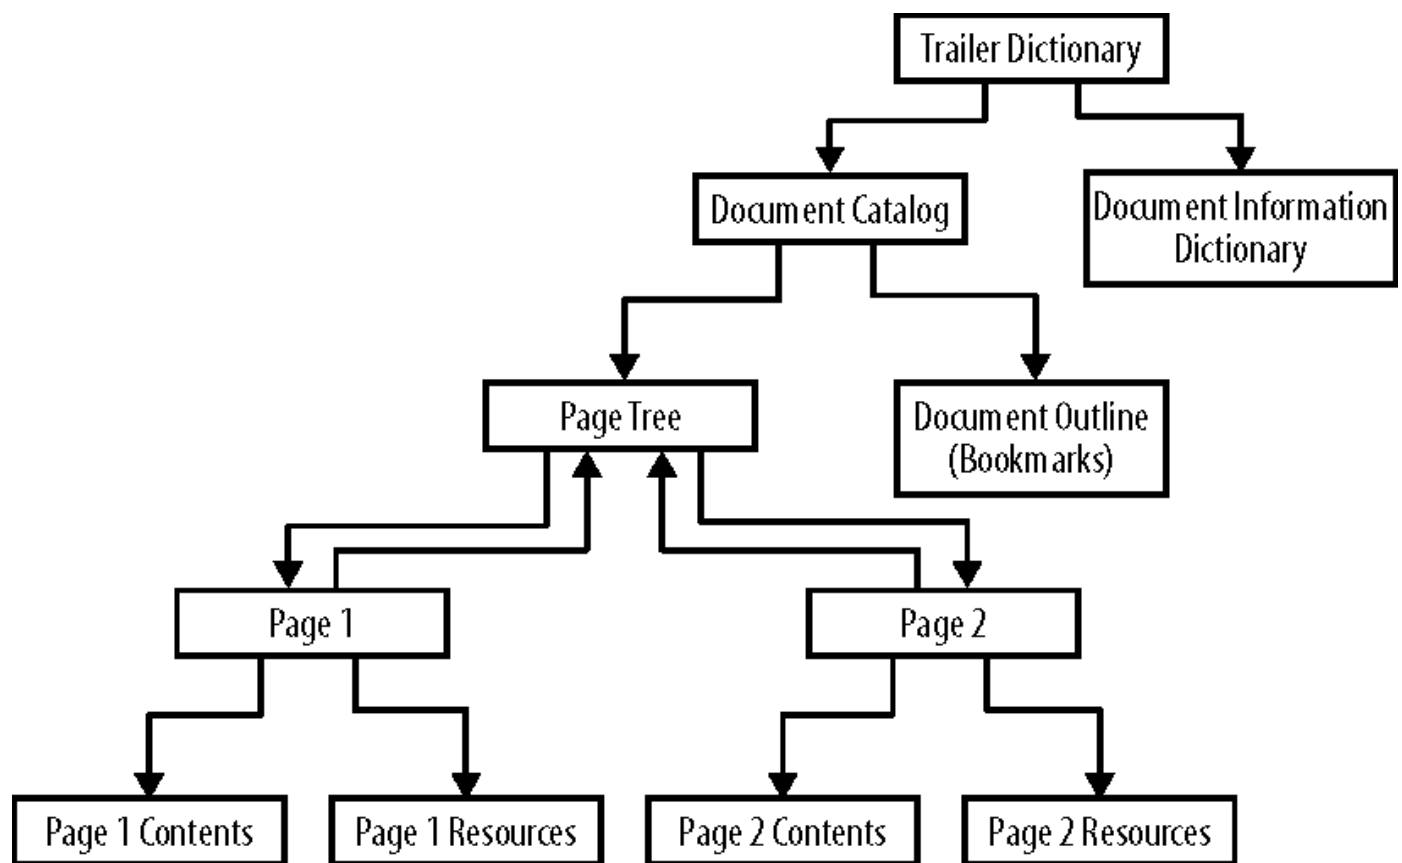 Trailer Dictionary
Document Catalog
Document Information
Dictionary
Page Tree
Document Outline
(Bookmarks)
Page 1
Page 2
Page 1 Contents
Page 1 Resources
Page 2 Contents
Page 2 Resources